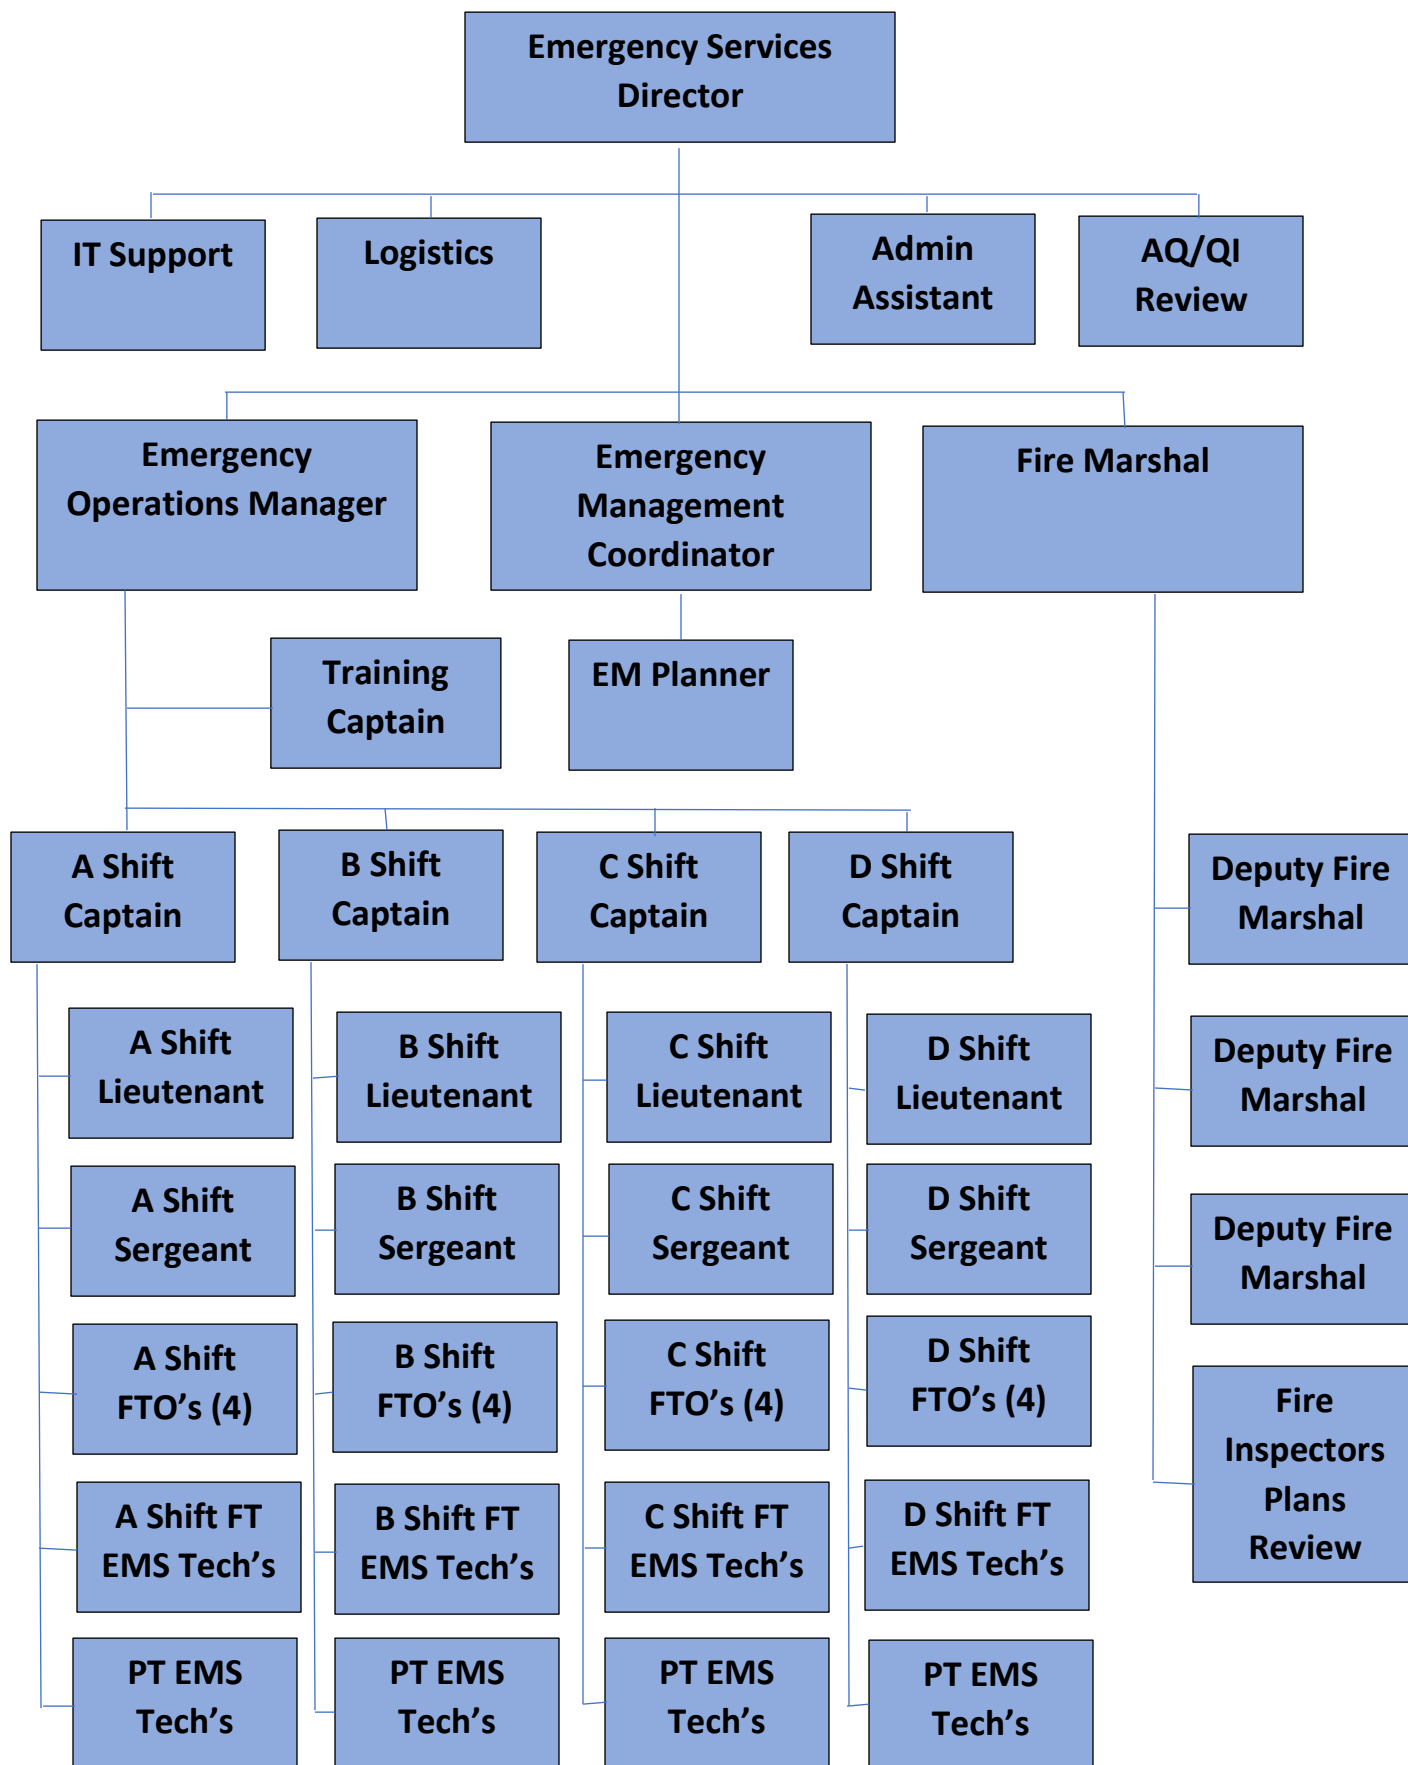 Emergency Services
Director
IT Support
Logistics
Admin
Assistant
AQ/QI
Review
Emergency
Operations Manager
Emergency
Management
Coordinator
Fire Marshal
Training
Captain
EM Planner
A Shift
Captain
B Shift
Captain
C Shift
Captain
D Shift
Captain
Deputy Fire
Marshal
A Shift
Lieutenant
B Shift
Lieutenant
C Shift
Lieutenant
D Shift
Lieutenant
Deputy Fire
Marshal
A Shift
Sergeant
B Shift
Sergeant
C Shift
Sergeant
D Shift
Sergeant
Deputy Fire
Marshal
A Shift
FTO’s (4)
B Shift
FTO’s (4)
C Shift
FTO’s (4)
D Shift
FTO’s (4)
Fire
Inspectors
Plans
Review
A Shift FT
EMS Tech’s
B Shift FT
EMS Tech’s
C Shift FT
EMS Tech’s
D Shift FT
EMS Tech’s
PT EMS
Tech’s
PT EMS
Tech’s
PT EMS
Tech’s
PT EMS
Tech’s